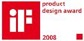 iF
product
design award
2008